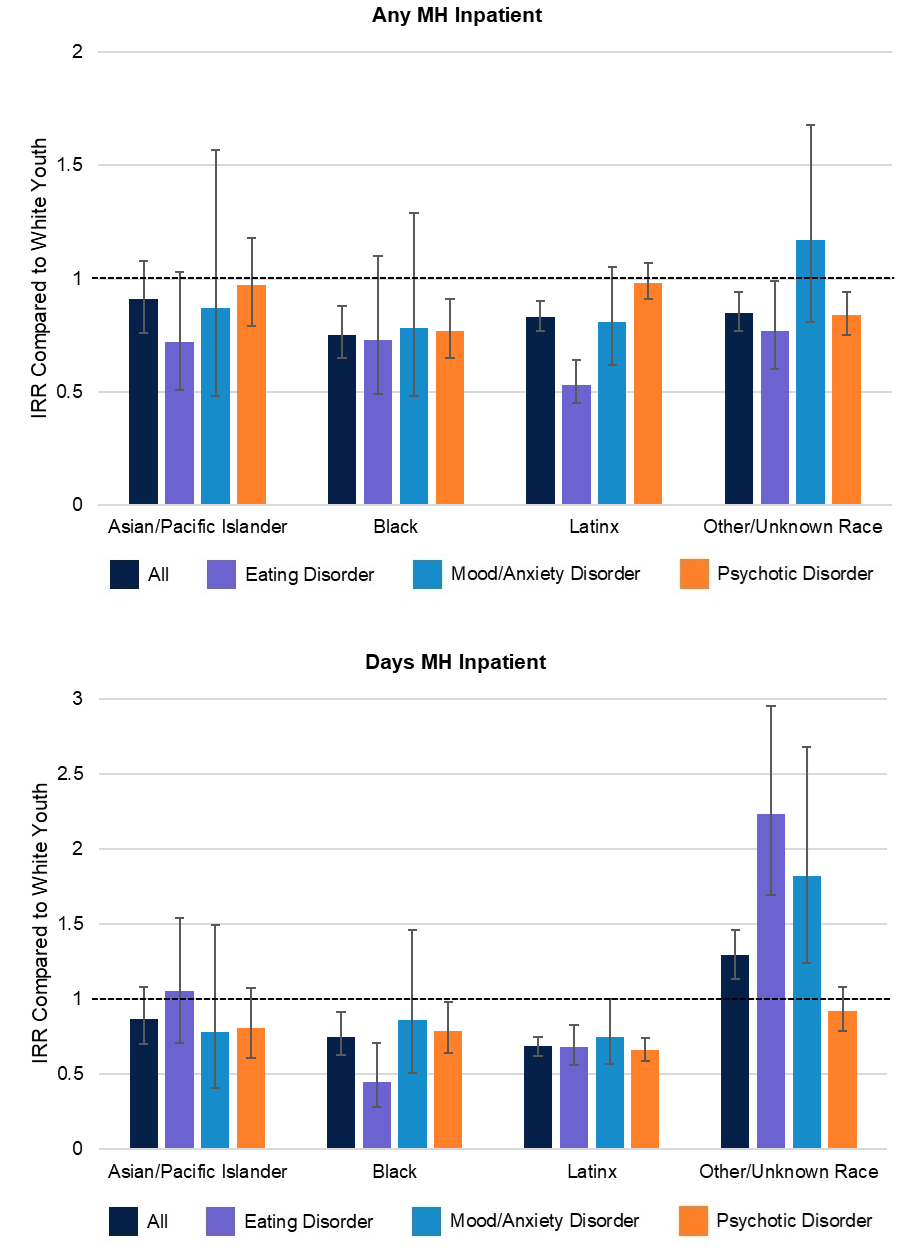 Any MH Inpatient
IRR Compared to White Youth
2
1.5
1
0.5
0
Asian/Pacific Islander Black Latinx Other/Unknown Race
All Eating Disorder Mood/Anxiety Disorder Psychotic Disorder
Days MH Inpatient
IRR Compared to White Youth
3
2.5
2
1.5
1
0.5
0
Asian/Pacific Islander Black Latinx Other/Unknown Race
All Eating Disorder Mood/Anxiety Disorder Psychotic Disorder